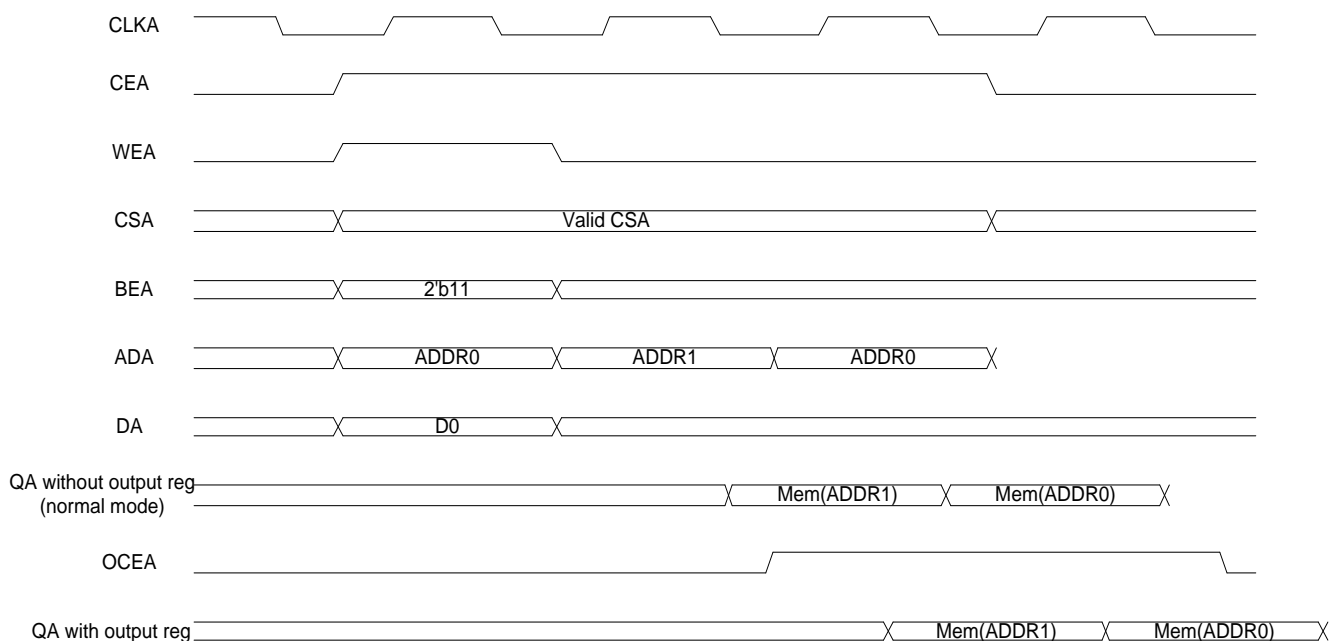 CLKA
CEA
WEA
CSA
Valid CSA
BEA
2'b11
ADA
ADDR0
ADDR1
ADDR0
DA
D0
QA without output reg
(normal mode)
Mem(ADDR1)
Mem(ADDR0)
OCEA
QA with output reg
Mem(ADDR1)
Mem(ADDR0)